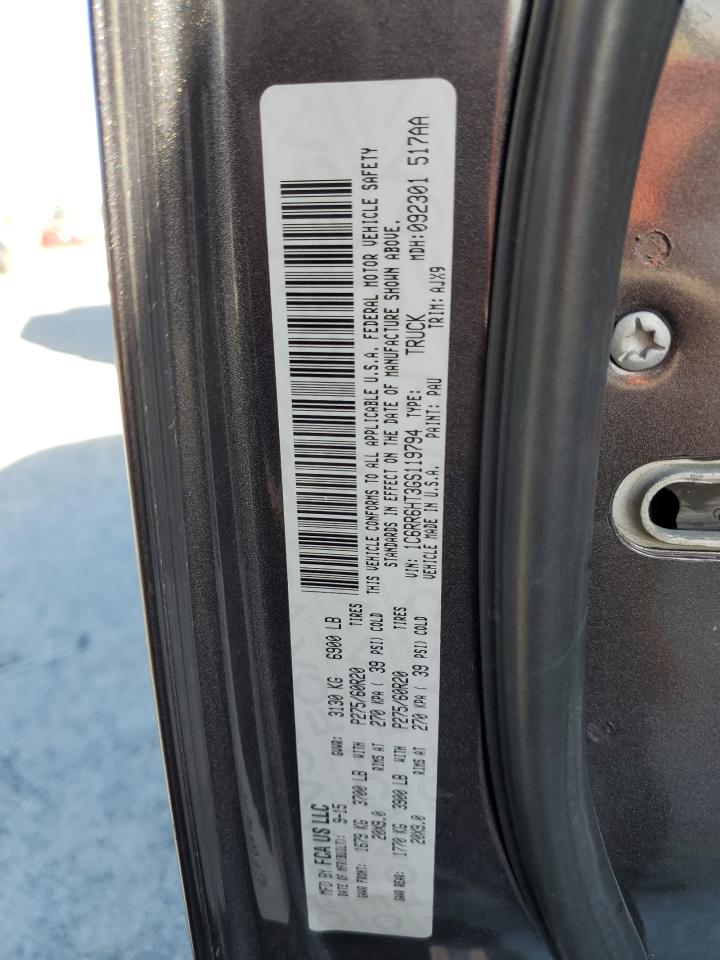 MFD BY FCA US LLC
DATE OF MFR(BUILT): 9-15 GVWR: 3130 KG 6900 LB
GAWR FRONT: 1679 KG 3700 LB WITH P275/60R20 TIRES
20X9.0 RIMS AT 270 KPA ( 39 PSI) COLD
GAWR REAR: 1770 KG 3900 LB WITH P275/60R20 TIRES
20X9.0 RIMS AT 270 KPA ( 39 PSI) COLD
THIS VEHICLE CONFORMS TO ALL APPLICABLE U.S.A. FEDERAL MOTOR VEHICLE SAFETY
STANDARDS IN EFFECT ON THE DATE OF MANUFACTURE SHOWN ABOVE.
VIN: 1C6RR6HT3GS119794 TYPE: TRUCK MDH:092301 517AA
VEHICLE MADE IN U.S.A. PAINT: PAU TRIM: AJX9